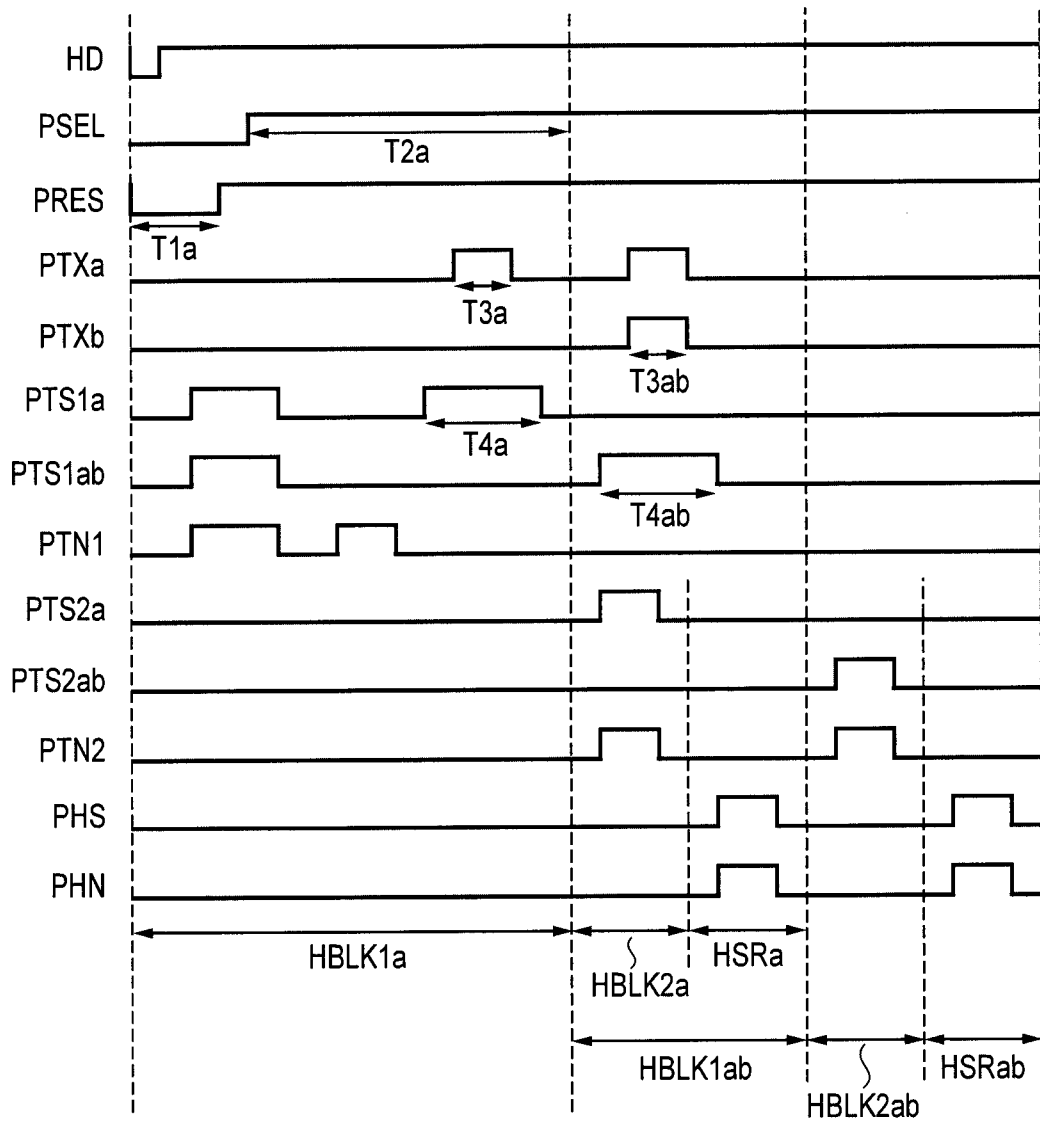 HD
PSEL
T2a
PRES
T1a
PTXa
T3a
PTXb
T3ab
PTS1a
T4a
PTS1ab
T4ab
PTN1
PTS2a
PTS2ab
PTN2
PHS
PHN
HBLK1a
HBLK2a
HSRa
HBLK1ab
HBLK2ab
HSRab